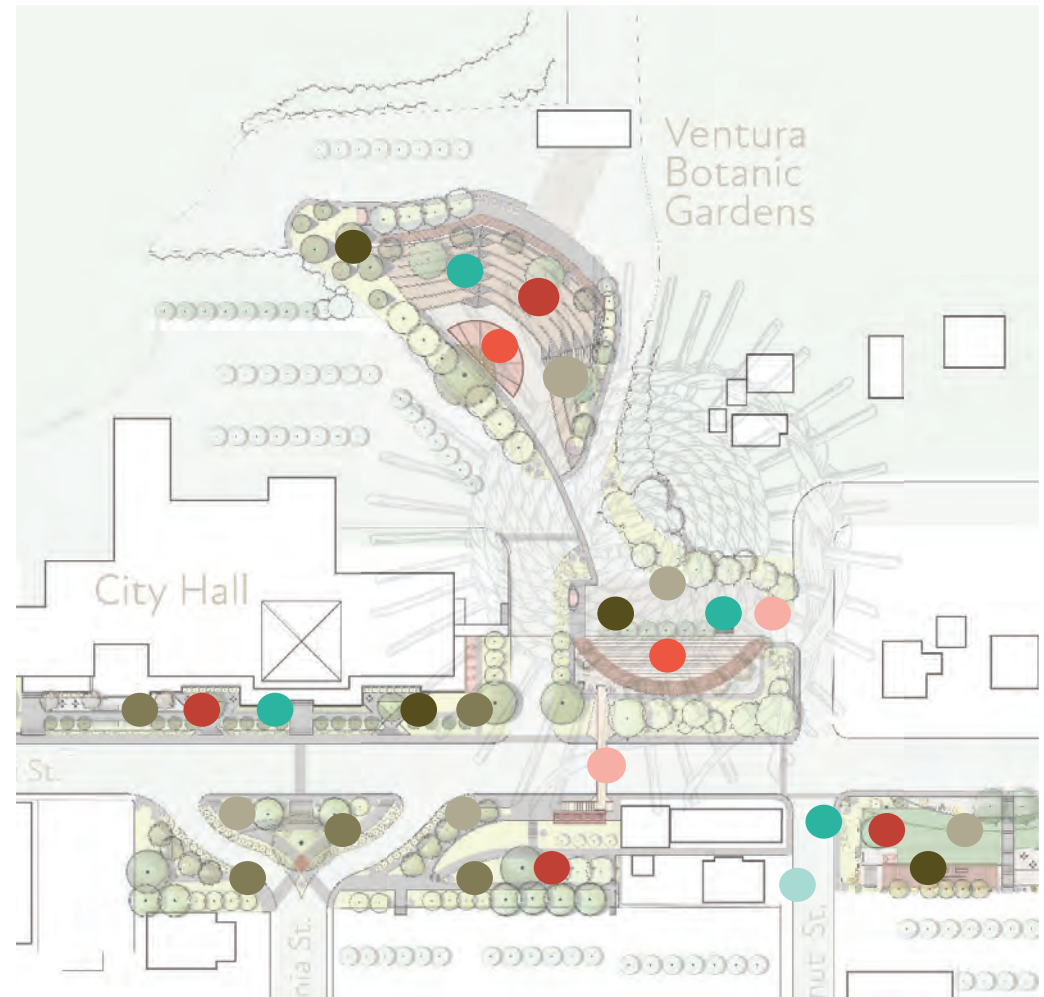 Ventura
Botanic
Gardens
City Hall
St.
nia St.
nut St.